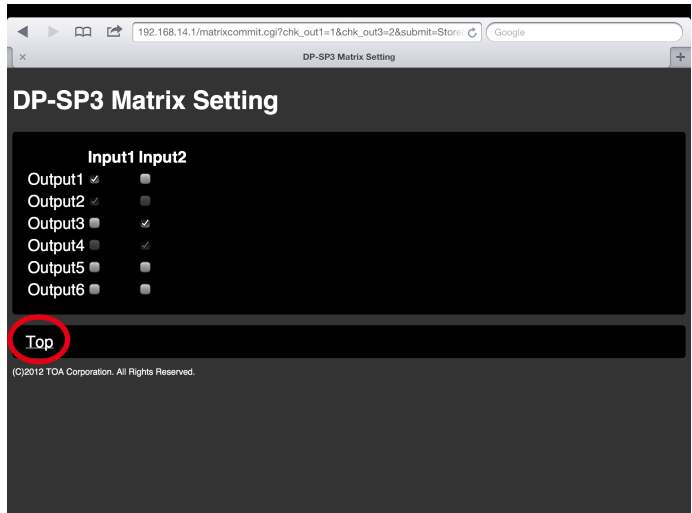 192.168.14.1/matrixcommit.cgi?chk_out1=1&chk_out3=2&submit=Store
Google
DP-SP3 Matrix Setting
DP-SP3 Matrix Setting
Input1 Input2
Output1
Output2
Output3
Output4
Output5
Output6
Top
(C)2012 TOA Corporation. All Rights Reserved.